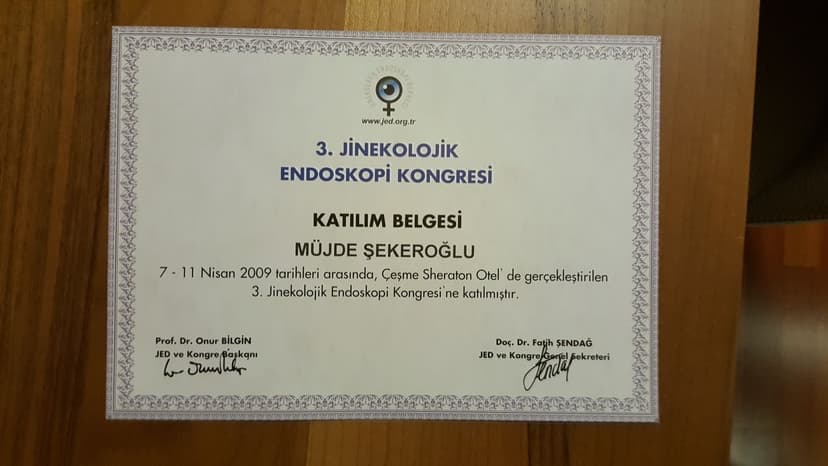 www.jed.org.tr
3. JİNEKOLOJİK
ENDOSKOPİ KONGRESİ
KATILIM BELGESİ
MÜJDE ŞEKEROĞLU
7 - 11 Nisan 2009 tarihleri arasında, Çeşme Sheraton Otel' de gerçekleştirilen
3. Jinekolojik Endoskopi Kongresi'ne katılmıştır.
Prof. Dr. Onur BİLGİN
JED ve Kongre Başkanı
Doç. Dr. Fatih ŞENDAĞ
JED ve Kongre Genel Sekreteri